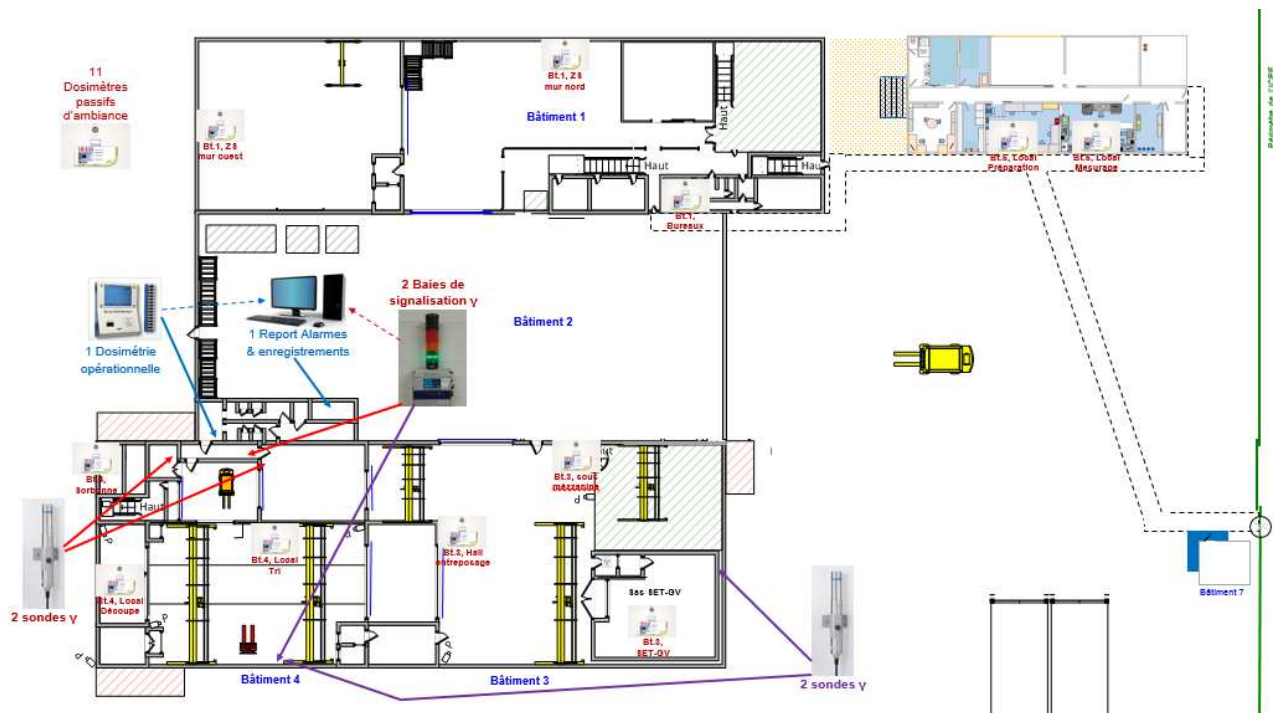 11
Dosimètres
passifs
d'ambiance
Bt.1, Z8
mur ouest
Bt.1, Z8
mur nord
Bâtiment 1
Haut
Haut
Haut
Bt.1,
Bureaux
Bt.6, Local
Préparation
Bt.6, Local
Mesurage
2 Baies de
signalisation γ
Bâtiment 2
1 Dosimétrie
opérationnelle
1 Report Alarmes
& enregistrements
Sorbonne
Haut
Bt.3, sous
mezzanine
Bt.4, Local
Tri
Bt.3, Hall
entreposage
Bt.4, Local
Découpe
2 sondes γ
Sas SET-GV
Bt.3,
SET-GV
2 sondes γ
Bâtiment 4
Bâtiment 3
Bâtiment 7